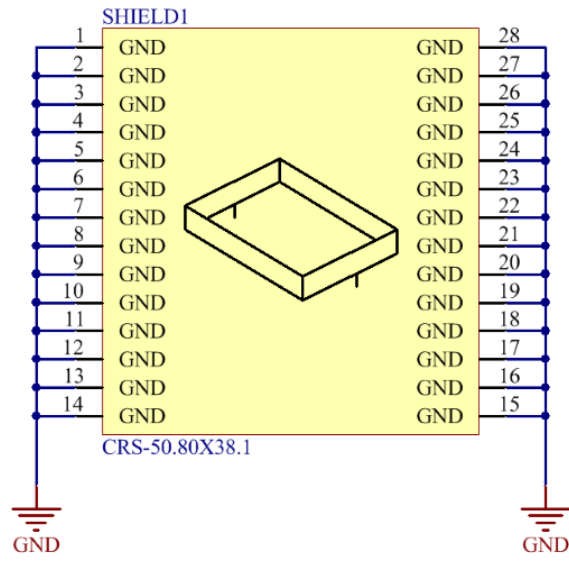 SHIELD1
1 GND GND 28
2 GND GND 27
3 GND GND 26
4 GND GND 25
5 GND GND 24
6 GND GND 23
7 GND GND 22
8 GND GND 21
9 GND GND 20
10 GND GND 19
11 GND GND 18
12 GND GND 17
13 GND GND 16
14 GND GND 15
CRS-50.80X38.1
GND GND